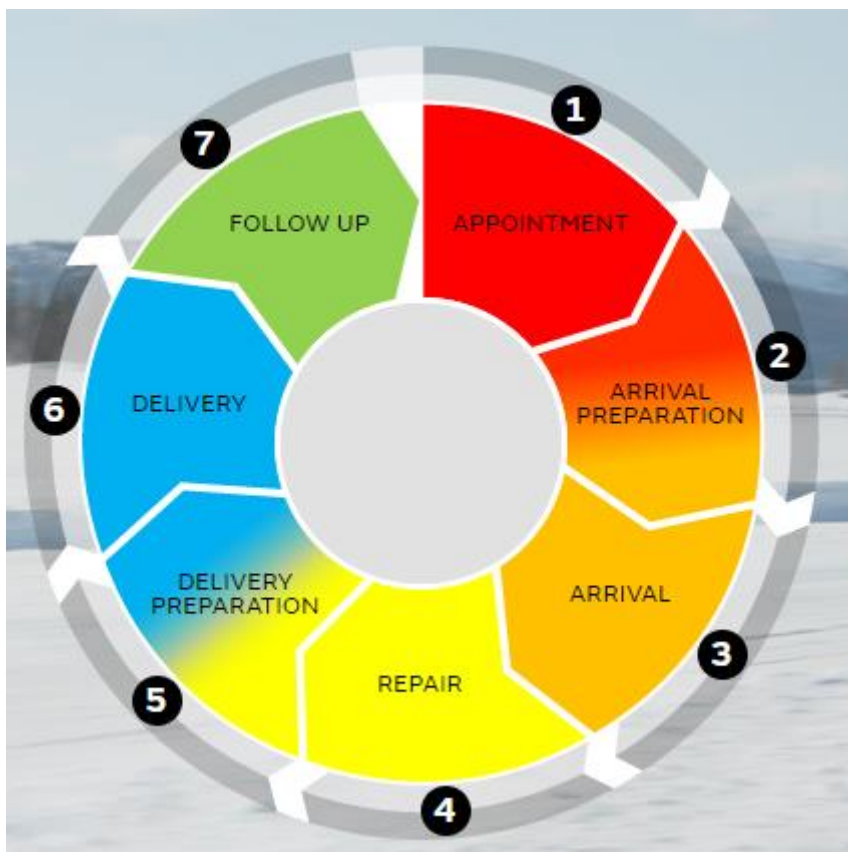 1
APPOINTMENT
2
ARRIVAL
PREPARATION
3
ARRIVAL
4
REPAIR
5
DELIVERY
PREPARATION
6
DELIVERY
7
FOLLOW UP